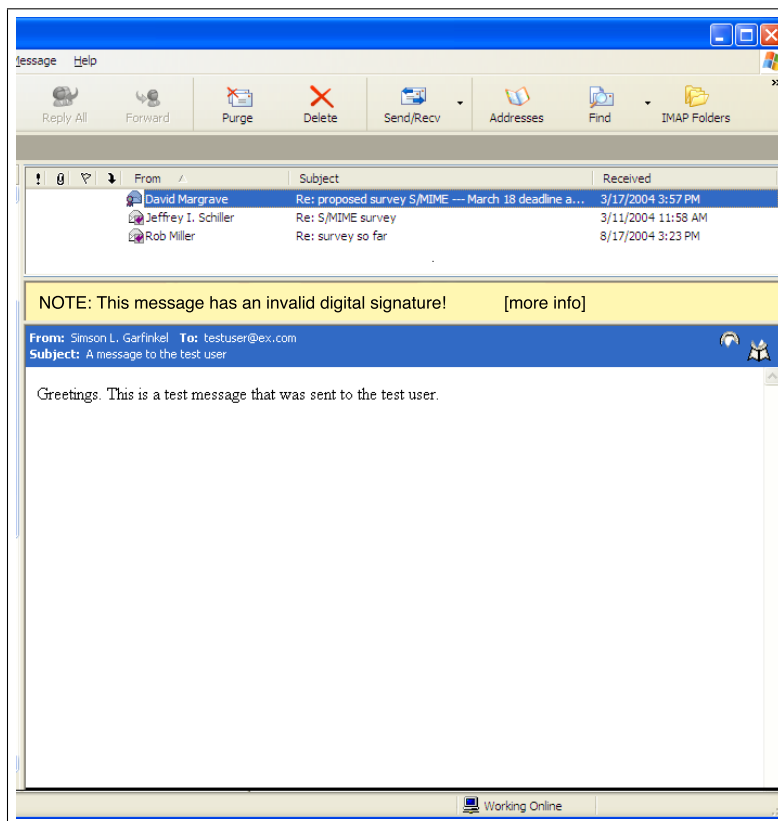 Message Help
Reply All Forward Purge Delete Send/Recv Addresses Find IMAP Folders
! From Subject Received
David Margrave Re: proposed survey S/MIME --- March 18 deadline a... 3/17/2004 3:57 PM
Jeffrey I. Schiller Re: S/MIME survey 3/11/2004 11:58 AM
Rob Miller Re: survey so far 8/17/2004 3:23 PM
NOTE: This message has an invalid digital signature! [more info]
From: Simson L. Garfinkel To: testuser@ex.com
Subject: A message to the test user
Greetings. This is a test message that was sent to the test user.
Working Online